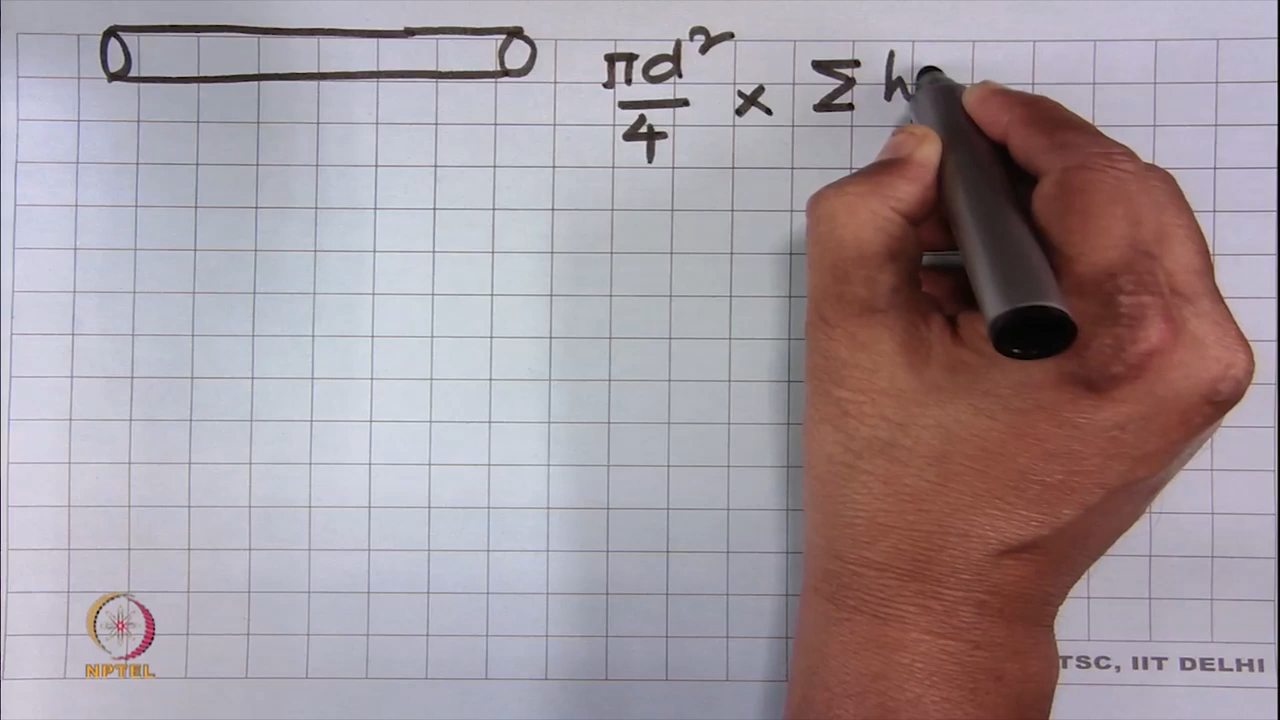 πd²/4 × Σ h
NPTEL
TSC, IIT DELHI